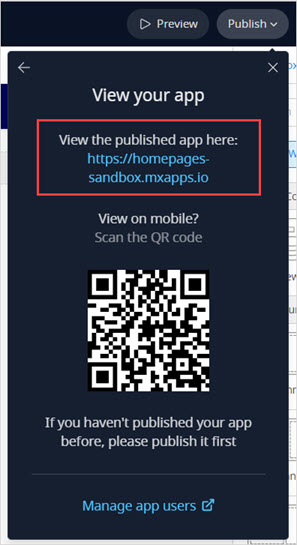 Preview
Publish
View your app
View the published app here:
https://homepages-
sandbox.mxapps.io
View on mobile?
Scan the QR code
If you haven't published your app
before, please publish it first
Manage app users